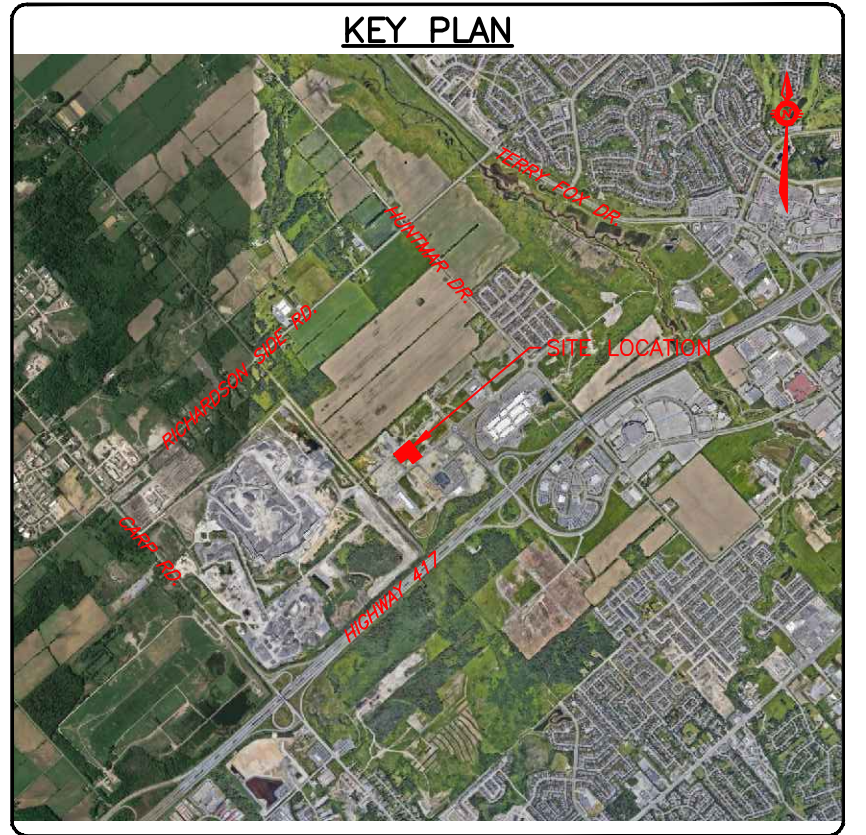 KEY PLAN
TERRY FOX DR.
HUNTMAR DR.
SITE LOCATION
RICHARDSON SIDE RD.
CARP RD.
HIGHWAY 417